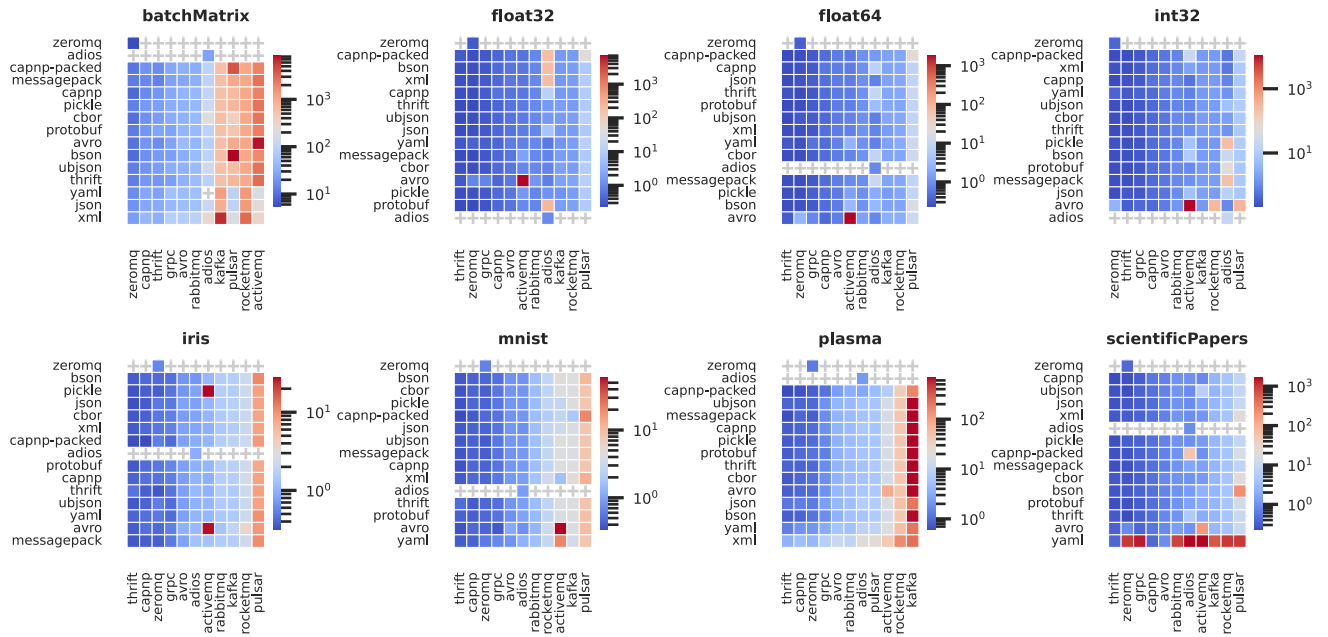 batchMatrix
zeromq
adios
capnp-packed
messagepack
capnp
pickle
cbor
protobuf
avro
bson
ubjson
thrift
yaml
json
xml
zeromq
capnp
thrift
grpc
avro
rabbitmq
adios
kafka
pulsar
rocketmq
activemq
10³
10²
10¹
float32
zeromq
capnp-packed
bson
xml
capnp
thrift
ubjson
json
yaml
messagepack
cbor
avro
pickle
protobuf
adios
thrift
zeromq
grpc
capnp
avro
activemq
rabbitmq
adios
kafka
rocketmq
pulsar
10³
10²
10¹
10⁰
float64
zeromq
capnp-packed
capnp
json
thrift
protobuf
ubjson
xml
yaml
cbor
adios
messagepack
pickle
bson
avro
thrift
zeromq
grpc
capnp
avro
activemq
rabbitmq
adios
kafka
rocketmq
pulsar
10³
10²
10¹
10⁰
int32
zeromq
capnp-packed
xml
capnp
yaml
ubjson
cbor
thrift
pickle
bson
protobuf
messagepack
json
avro
adios
zeromq
thrift
grpc
capnp
avro
rabbitmq
activemq
kafka
rocketmq
adios
pulsar
10³
10¹
iris
zeromq
bson
pickle
json
cbor
xml
capnp-packed
adios
protobuf
capnp
thrift
ubjson
yaml
avro
messagepack
thrift
capnp
zeromq
grpc
avro
adios
activemq
rabbitmq
kafka
rocketmq
pulsar
10¹
10⁰
mnist
zeromq
bson
cbor
pickle
capnp-packed
json
ubjson
messagepack
capnp
xml
adios
thrift
protobuf
avro
yaml
thrift
capnp
zeromq
grpc
avro
adios
rabbitmq
rocketmq
activemq
kafka
pulsar
10¹
10⁰
plasma
zeromq
adios
capnp-packed
ubjson
messagepack
capnp
pickle
protobuf
thrift
cbor
avro
json
bson
yaml
xml
thrift
capnp
zeromq
grpc
avro
adios
rabbitmq
pulsar
activemq
rocketmq
kafka
10²
10¹
10⁰
scientificPapers
zeromq
capnp
ubjson
json
xml
adios
pickle
capnp-packed
messagepack
cbor
bson
protobuf
thrift
avro
yaml
thrift
zeromq
grpc
capnp
avro
rabbitmq
adios
activemq
kafka
rocketmq
pulsar
10³
10²
10¹
10⁰